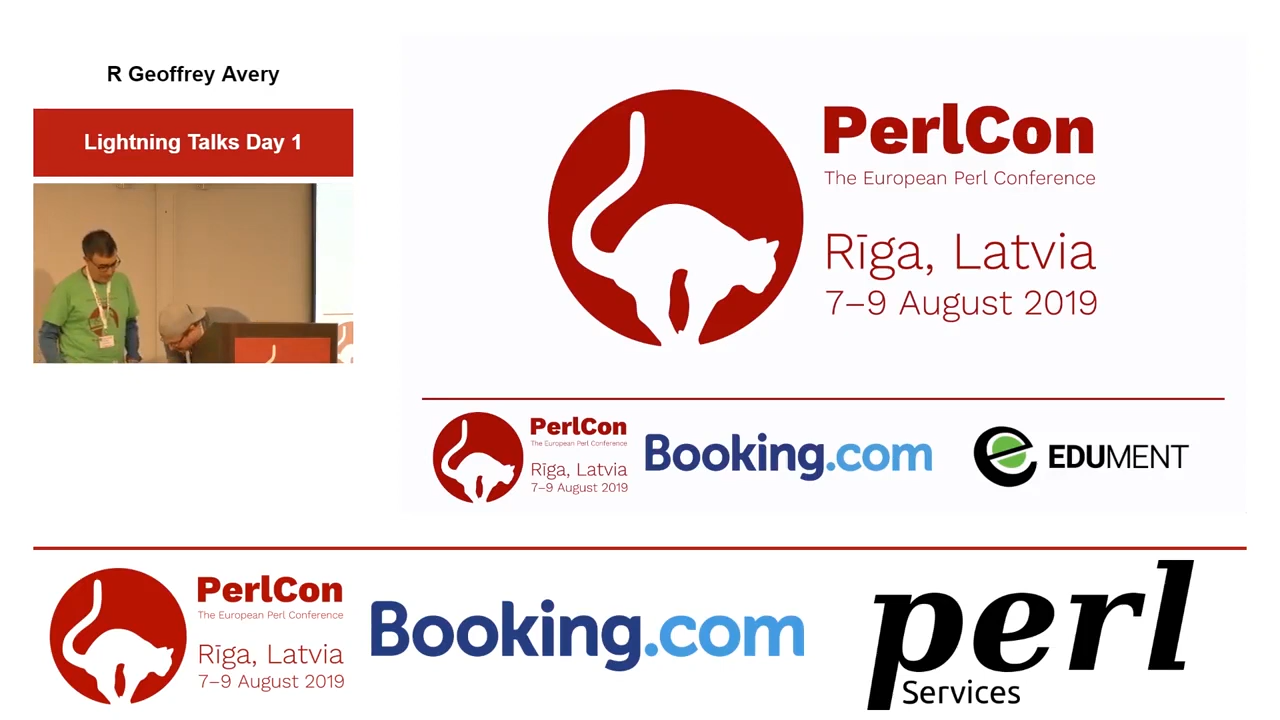 R Geoffrey Avery
Lightning Talks Day 1
PerlCon
The European Perl Conference
Rīga, Latvia
7–9 August 2019
PerlCon
The European Perl Conference
Rīga, Latvia
7–9 August 2019
Booking.com
EDUMENT
PerlCon
The European Perl Conference
Rīga, Latvia
7–9 August 2019
Booking.com
perl
Services